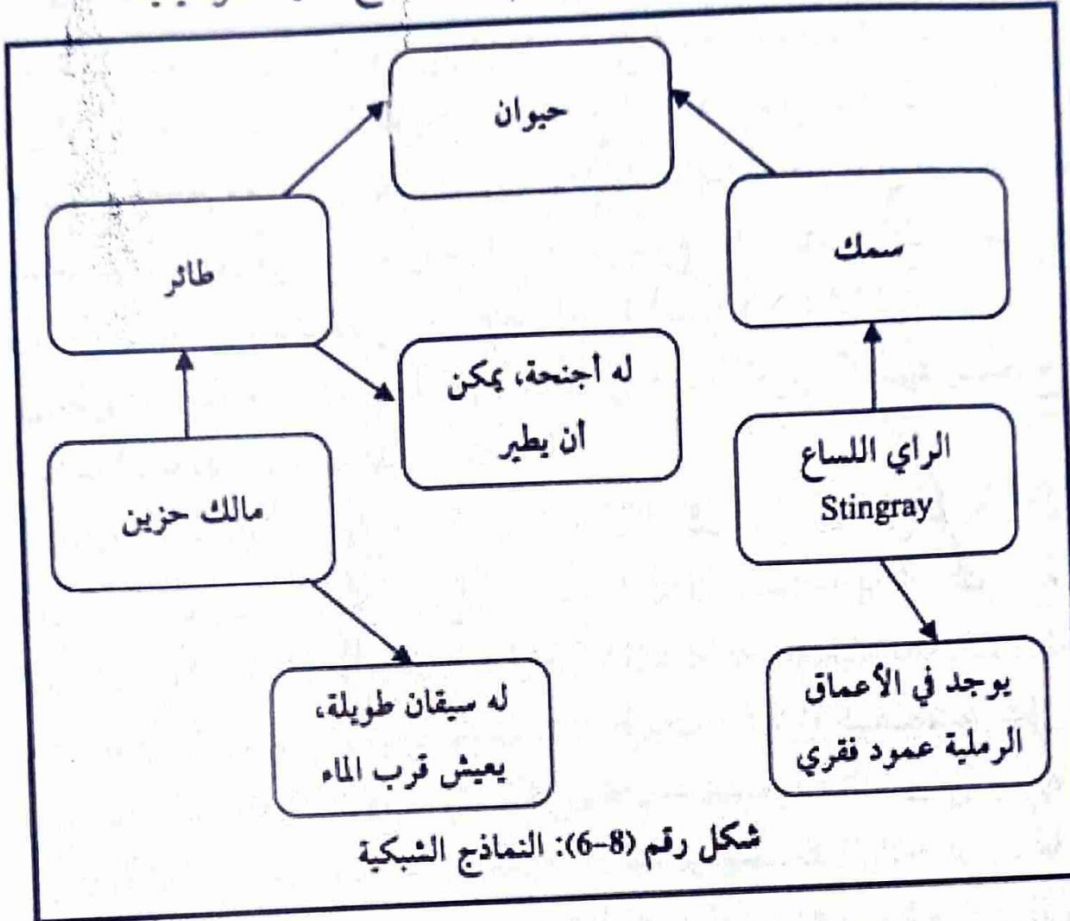 حيوان
طائر
سمك
له أجنحة، يمكن
أن يطير
مالك حزين
الراي اللساع
Stingray
له سيقان طويلة،
يعيش قرب الماء
يوجد في الأعماق
الرملية عمود فقري
شكل رقم (8-6): النماذج الشبكية